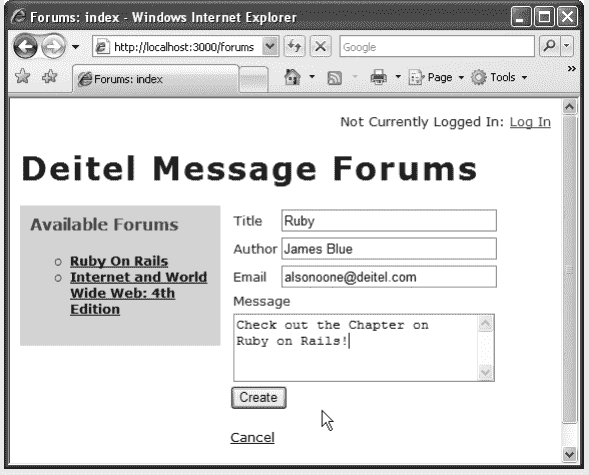 Forums: index - Windows Internet Explorer
http://localhost:3000/forums
Google
Forums: index
Page
Tools
»
Not Currently Logged In: Log In
Deitel Message Forums
Available Forums
Ruby On Rails
Internet and World
Wide Web: 4th
Edition
Title Ruby
Author James Blue
Email alsonoone@deitel.com
Message
Check out the Chapter on
Ruby on Rails!
Create
Cancel